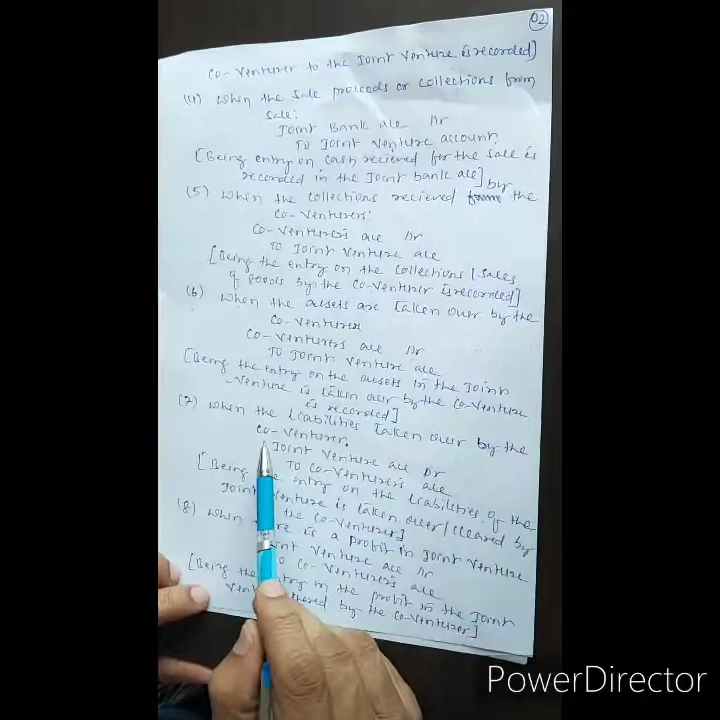 02
co-venturer to the Joint venture is recorded]
(4) When the sale proceeds or collections from
sale:
Joint Bank a/c Dr
To Joint venture account.
[Being entry on cash recieved for the sale is
recorded in the Joint bank a/c]
(5) When the collections recieved by the
co-venturers:
co-venturer's a/c Dr
To Joint venture a/c
[Being the entry on the collections/sales
of goods by the co-venturer is recorded]
(6) When the assets are taken over by the
co-venturer
co-venturers a/c Dr
To Joint venture a/c
[Being the entry on the assets in the Joint
-venture is taken over by the co-venture
is recorded]
(7) When the liabilities taken over by the
co-venturer.
Joint venture a/c Dr
To co-venturer's a/c
[Being the entry on the liabilities of the
Joint venture is taken over/cleared by
the co-venturer]
(8) When is a profit in Joint venture
venture a/c Dr
co-venturer's a/c
[Being the in the profit in the Joint
by the co-venturer]
PowerDirector